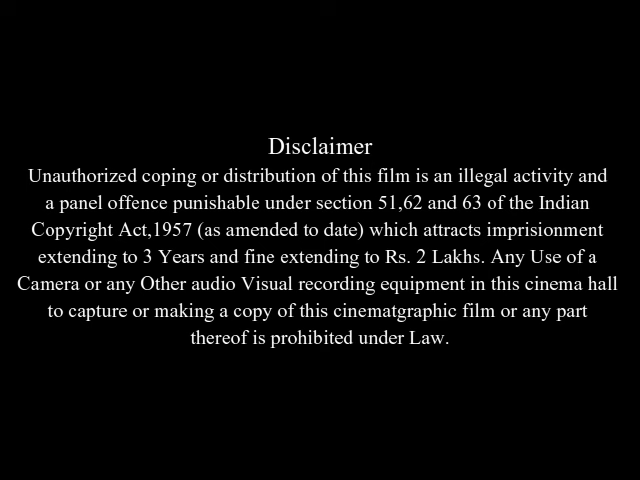 Disclaimer
Unauthorized coping or distribution of this film is an illegal activity and
a panel offence punishable under section 51,62 and 63 of the Indian
Copyright Act,1957 (as amended to date) which attracts imprisionment
extending to 3 Years and fine extending to Rs. 2 Lakhs. Any Use of a
Camera or any Other audio Visual recording equipment in this cinema hall
to capture or making a copy of this cinematgraphic film or any part
thereof is prohibited under Law.